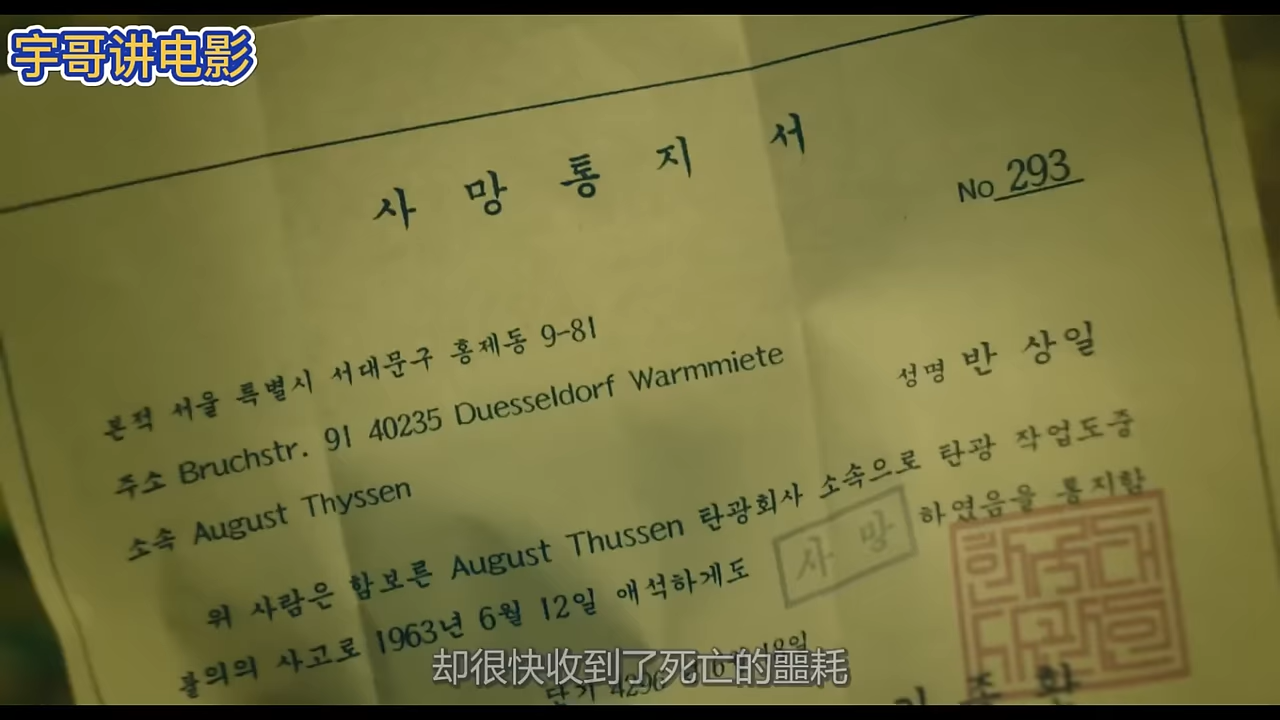 宇哥讲电影
사망통지서
No 293
본적 서울 특별시 서대문구 홍제동 9-81
성명 반 상일
주소 Bruchstr. 91 40235 Duesseldorf Warmmiete
소속 August Thyssen
위 사람은 함보른 August Thussen 탄광회사 소속으로 탄광 작업도중
불의의 사고로 1963년 6월 12일 애석하게도 사망 하였음을 통지함
却很快收到了死亡的噩耗
단기 4296